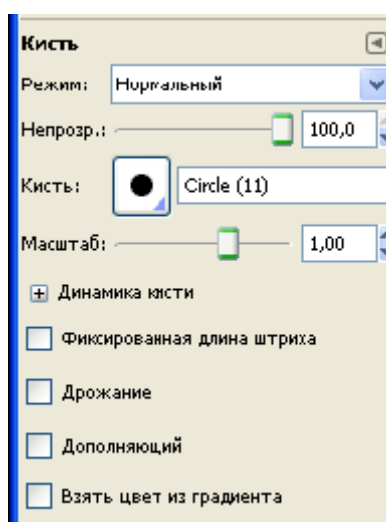 Кисть
Режим: Нормальный
Непрозр.: 100,0
Кисть: Circle (11)
Масштаб: 1,00
Динамика кисти
Фиксированная длина штриха
Дрожание
Дополняющий
Взять цвет из градиента